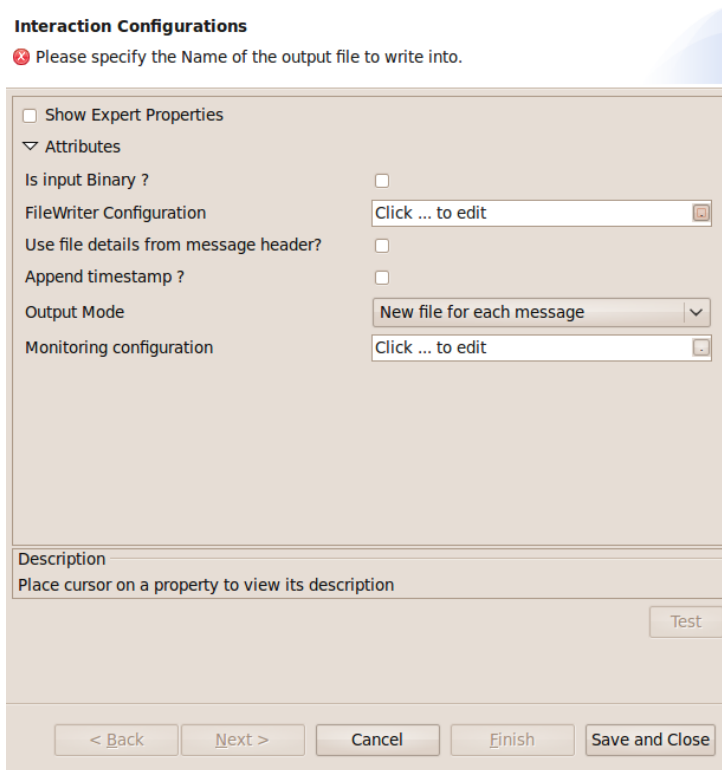 Interaction Configurations
Please specify the Name of the output file to write into.
Show Expert Properties
Attributes
Is input Binary ?
FileWriter Configuration Click ... to edit
Use file details from message header?
Append timestamp ?
Output Mode New file for each message
Monitoring configuration Click ... to edit
Description
Place cursor on a property to view its description
Test
< Back Next > Cancel Finish Save and Close